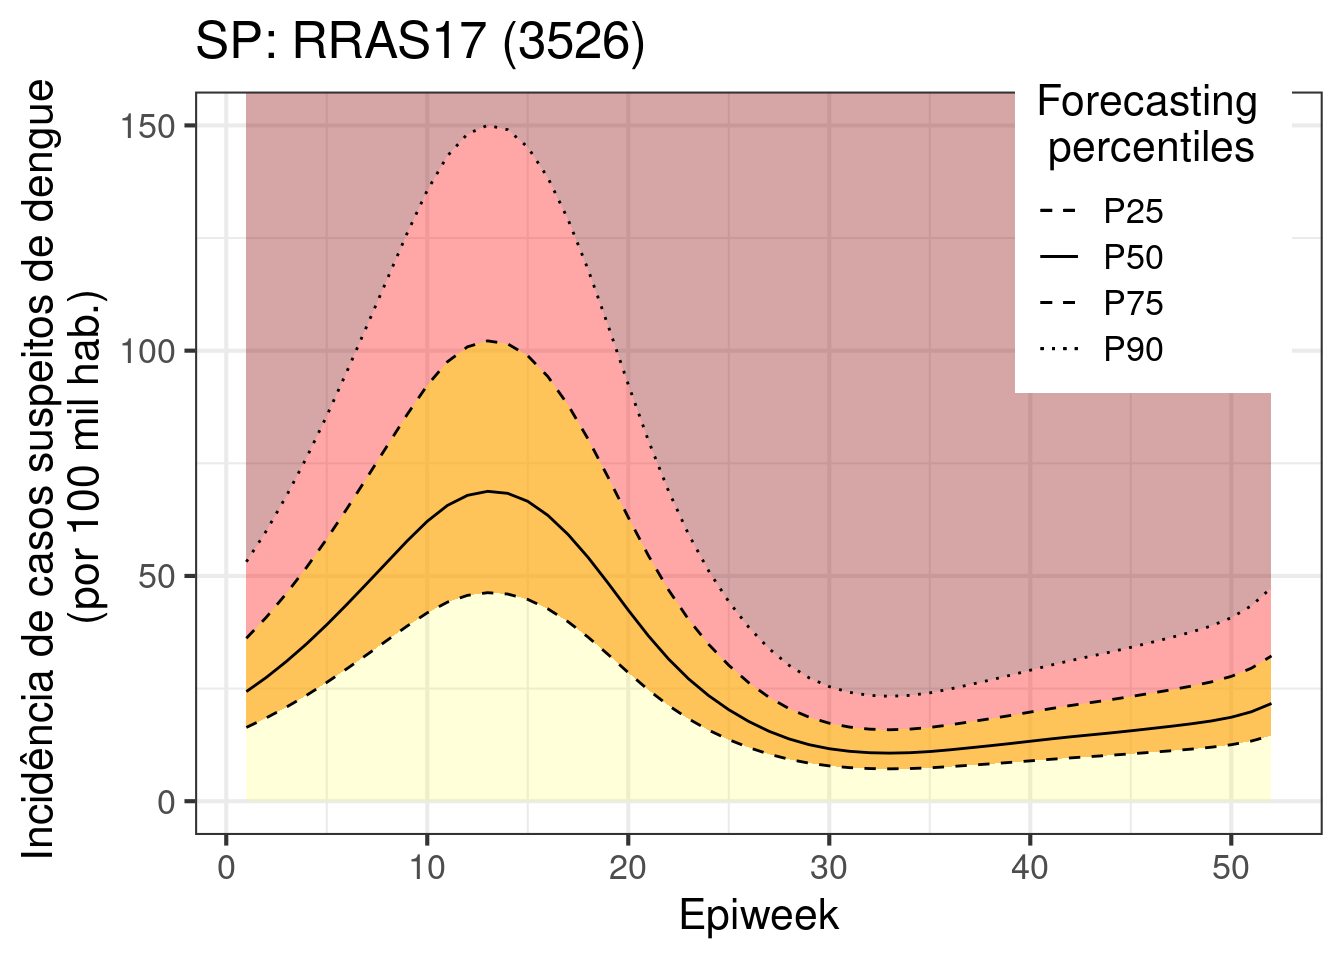 SP: RRAS17 (3526)
Incidência de casos suspeitos de dengue
(por 100 mil hab.)
150
100
50
0
Forecasting
percentiles
P25
P50
P75
P90
0
10
20
30
40
50
Epiweek